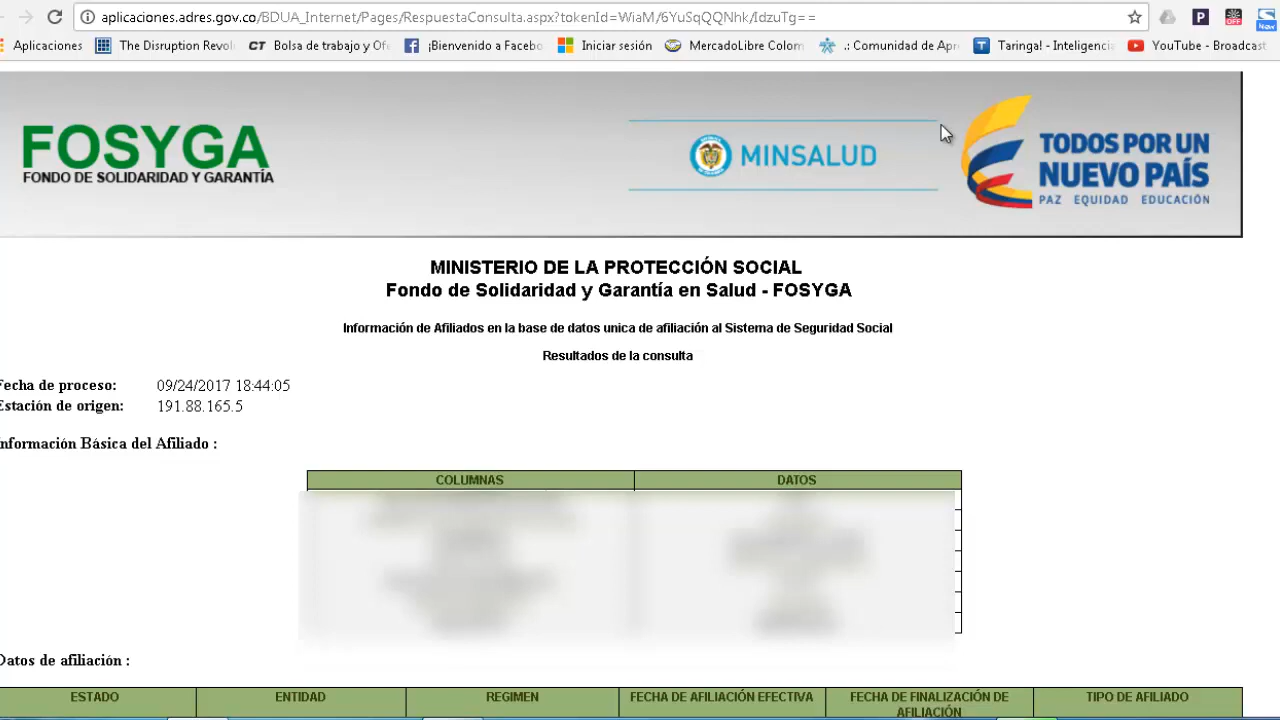 aplicaciones.adres.gov.co/BDUA_Internet/Pages/RespuestaConsulta.aspx?tokenId=WiaM/6YuSqQQNhk/IdzuTg==
Aplicaciones The Disruption Revol CT Bolsa de trabajo y Of ¡Bienvenido a Facebo Iniciar sesión MercadoLibre Colom .: Comunidad de Apr Taringa! - Inteligencia YouTube - Broadcast
FOSYGA
FONDO DE SOLIDARIDAD Y GARANTÍA
MINSALUD
TODOS POR UN
NUEVO PAÍS
PAZ EQUIDAD EDUCACIÓN
MINISTERIO DE LA PROTECCIÓN SOCIAL
Fondo de Solidaridad y Garantía en Salud - FOSYGA
Información de Afiliados en la base de datos unica de afiliación al Sistema de Seguridad Social
Resultados de la consulta
Fecha de proceso: 09/24/2017 18:44:05
Estación de origen: 191.88.165.5
nformación Básica del Afiliado :
COLUMNAS DATOS
Datos de afiliación :
ESTADO ENTIDAD REGIMEN FECHA DE AFILIACIÓN EFECTIVA FECHA DE FINALIZACIÓN DE AFILIACIÓN TIPO DE AFILIADO